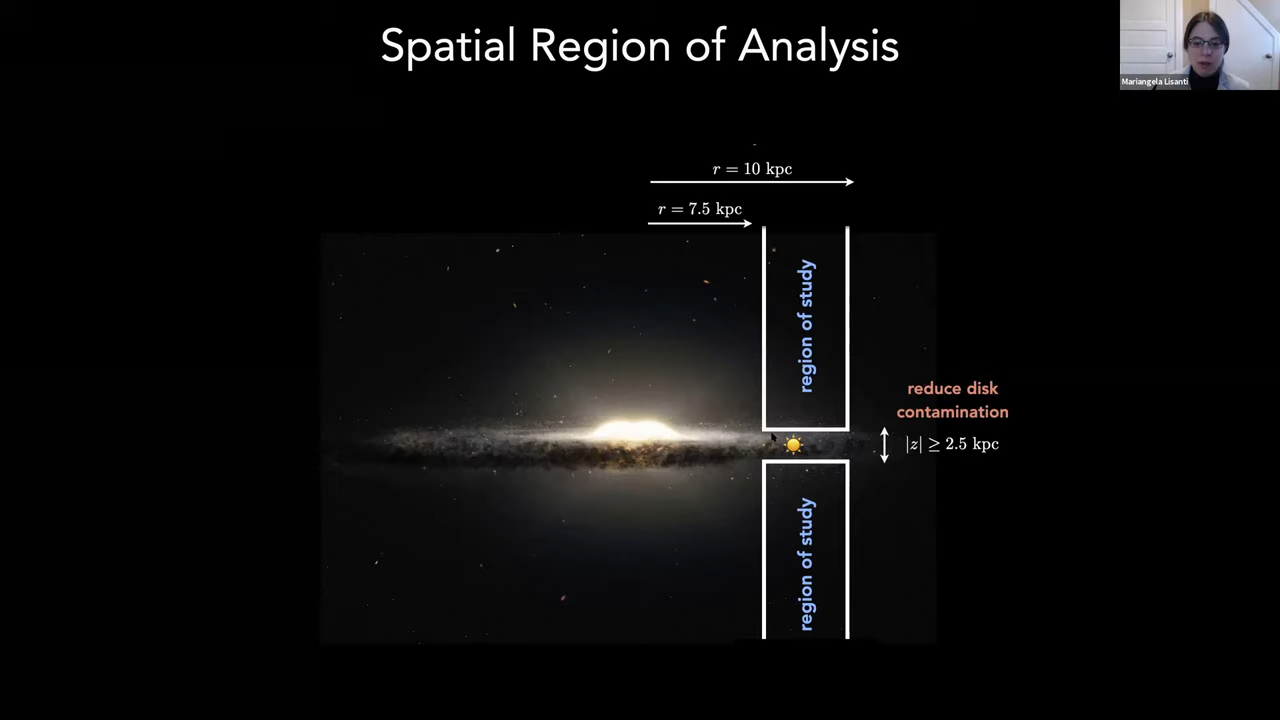 Spatial Region of Analysis
Mariangela Lisanti
r = 10 kpc
r = 7.5 kpc
region of study
reduce disk
contamination
|z| ≥ 2.5 kpc
region of study